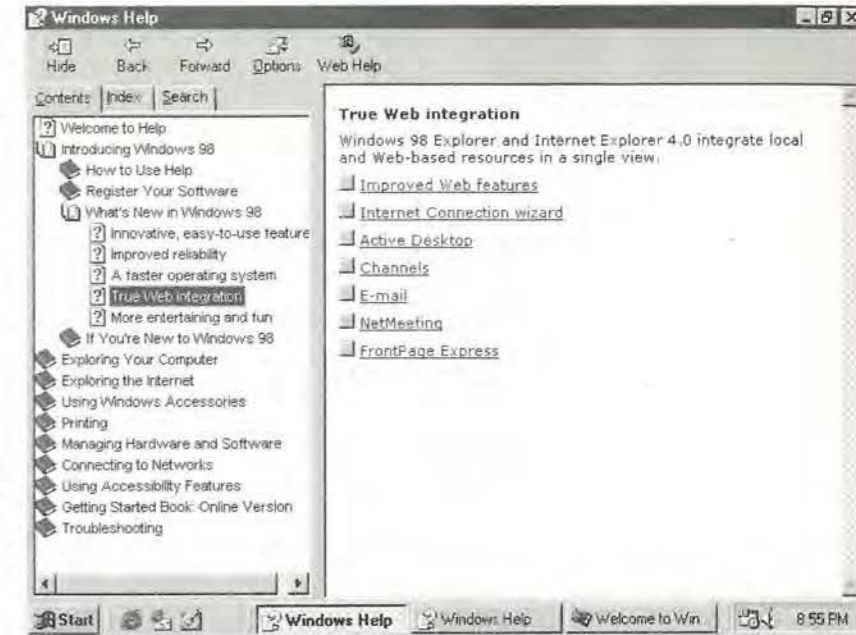 Windows Help
Hide Back Forward Options Web Help
Contents Index Search
Welcome to Help
Introducing Windows 98
How to Use Help
Register Your Software
What's New in Windows 98
Innovative, easy-to-use feature
Improved reliability
A faster operating system
True Web integration
More entertaining and fun
If You're New to Windows 98
Exploring Your Computer
Exploring the Internet
Using Windows Accessories
Printing
Managing Hardware and Software
Connecting to Networks
Using Accessibility Features
Getting Started Book: Online Version
Troubleshooting
True Web integration
Windows 98 Explorer and Internet Explorer 4.0 integrate local
and Web-based resources in a single view.
Improved Web features
Internet Connection wizard
Active Desktop
Channels
E-mail
NetMeeting
FrontPage Express
Start Windows Help Windows Help Welcome to Win 8:55 PM